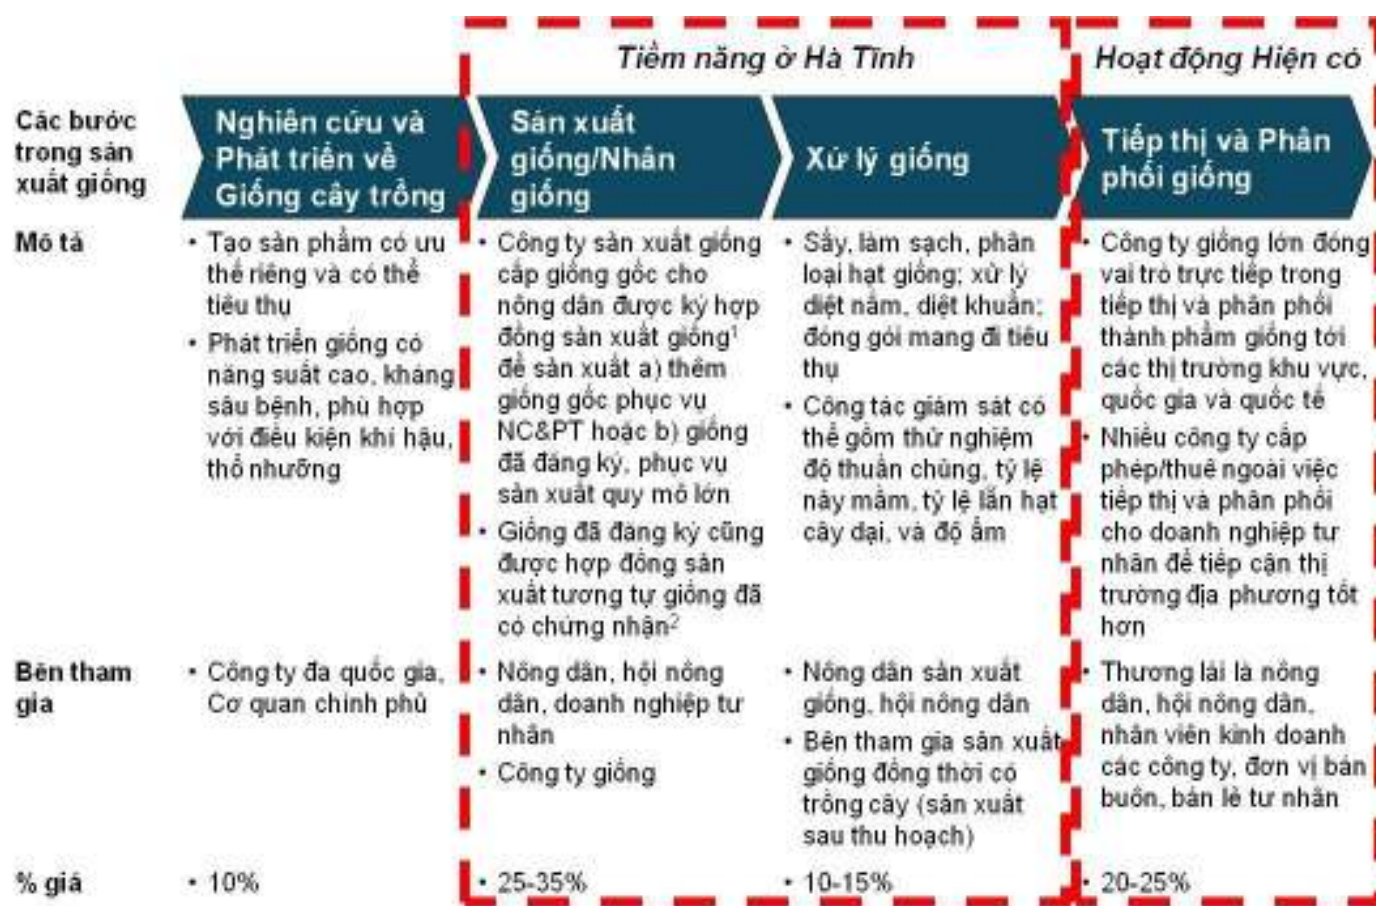 Tiềm năng ở Hà Tĩnh
Hoạt động Hiện có
Các bước
trong sản
xuất giống
Nghiên cứu và
Phát triển về
Giống cây trồng
Sản xuất
giống/Nhân
giống
Xử lý giống
Tiếp thị và Phân
phối giống
Mô tả
• Tạo sản phẩm có ưu
thế riêng và có thể
tiêu thụ
• Phát triển giống có
năng suất cao, kháng
sâu bệnh, phù hợp
với điều kiện khí hậu,
thổ nhưỡng
• Công ty sản xuất giống
cấp giống gốc cho
nông dân được ký hợp
đồng sản xuất giống¹
để sản xuất a) thêm
giống gốc phục vụ
NC&PT hoặc b) giống
đã đăng ký, phục vụ
sản xuất quy mô lớn
• Giống đã đăng ký cũng
được hợp đồng sản
xuất tương tự giống đã
có chứng nhận²
• Sấy, làm sạch, phân
loại hạt giống; xử lý
diệt nấm, diệt khuẩn;
đóng gói mang đi tiêu
thụ
• Công tác giám sát có
thể gồm thử nghiệm
độ thuần chủng, tỷ lệ
nảy mầm, tỷ lệ lẫn hạt
cây dại, và độ ẩm
• Công ty giống lớn đóng
vai trò trực tiếp trong
tiếp thị và phân phối
thành phẩm giống tới
các thị trường khu vực,
quốc gia và quốc tế
• Nhiều công ty cấp
phép/thuê ngoài việc
tiếp thị và phân phối
cho doanh nghiệp tư
nhân để tiếp cận thị
trường địa phương tốt
hơn
Bên tham
gia
• Công ty đa quốc gia,
Cơ quan chính phủ
• Nông dân, hội nông
dân, doanh nghiệp tư
nhân
• Công ty giống
• Nông dân sản xuất
giống, hội nông dân
• Bên tham gia sản xuất
giống đồng thời có
trồng cây (sản xuất
sau thu hoạch)
• Thương lái là nông
dân, hội nông dân,
nhân viên kinh doanh
các công ty, đơn vị bán
buôn, bán lẻ tư nhân
% giá
• 10%
• 25-35%
• 10-15%
• 20-25%